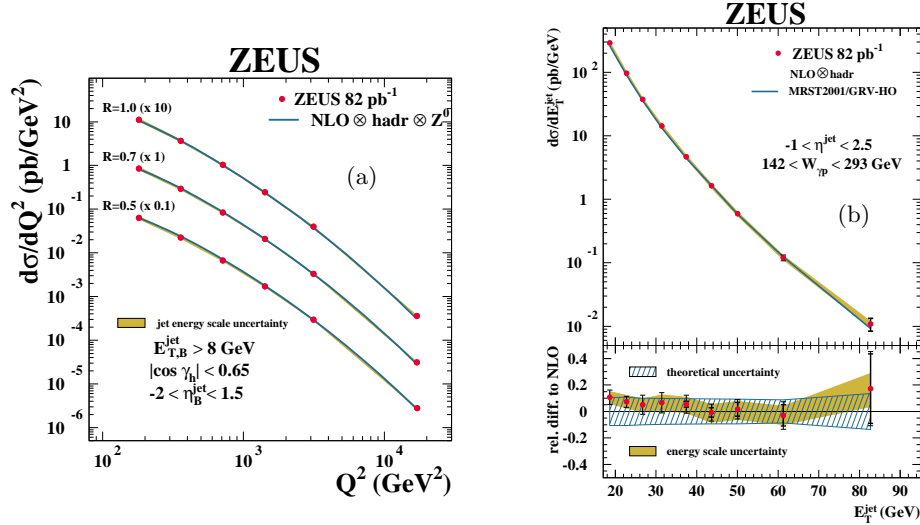 ZEUS
dσ/dQ² (pb/GeV²)
ZEUS 82 pb⁻¹
NLO ⊗ hadr ⊗ Z⁰
R=1.0 (x 10)
R=0.7 (x 1)
R=0.5 (x 0.1)
(a)
10
1
10⁻¹
10⁻²
10⁻³
10⁻⁴
10⁻⁵
10⁻⁶
jet energy scale uncertainty
E^jet_T,B > 8 GeV
|cos γ_h| < 0.65
-2 < η^jet_B < 1.5
10² 10³ 10⁴
Q² (GeV²)
ZEUS
dσ/dE^jet_T (pb/GeV)
ZEUS 82 pb⁻¹
NLO⊗hadr
MRST2001/GRV-HO
-1 < η^jet < 2.5
142 < W_γp < 293 GeV
(b)
10²
10
1
10⁻¹
10⁻²
rel. diff. to NLO
0.4
0.2
0
-0.2
-0.4
theoretical uncertainty
energy scale uncertainty
20 30 40 50 60 70 80 90
E^jet_T (GeV)